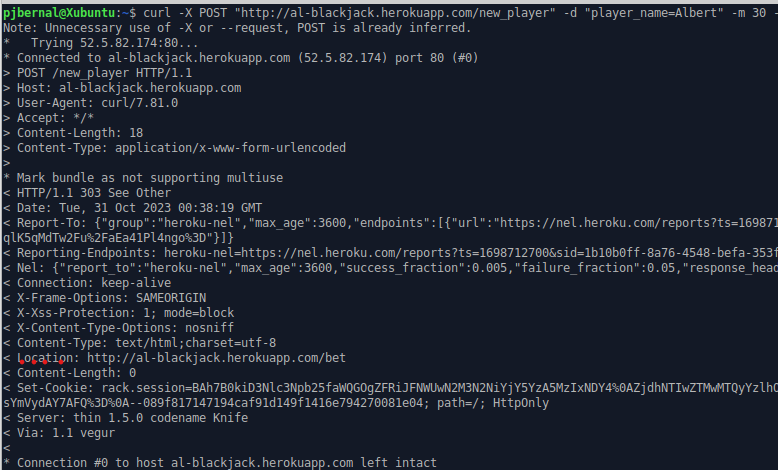 pjbernal@Xubuntu:~$ curl -X POST "http://al-blackjack.herokuapp.com/new_player" -d "player_name=Albert" -m 30 -
Note: Unnecessary use of -X or --request, POST is already inferred.
*   Trying 52.5.82.174:80...
* Connected to al-blackjack.herokuapp.com (52.5.82.174) port 80 (#0)
> POST /new_player HTTP/1.1
> Host: al-blackjack.herokuapp.com
> User-Agent: curl/7.81.0
> Accept: */*
> Content-Length: 18
> Content-Type: application/x-www-form-urlencoded
>
* Mark bundle as not supporting multiuse
< HTTP/1.1 303 See Other
< Date: Tue, 31 Oct 2023 00:38:19 GMT
< Report-To: {"group":"heroku-nel","max_age":3600,"endpoints":[{"url":"https://nel.heroku.com/reports?ts=169871
qlK5qMdTw2Fu%2FaEa41Pl4ngo%3D"}]}
< Reporting-Endpoints: heroku-nel=https://nel.heroku.com/reports?ts=1698712700&sid=1b10b0ff-8a76-4548-befa-353f
< Nel: {"report_to":"heroku-nel","max_age":3600,"success_fraction":0.005,"failure_fraction":0.05,"response_head
< Connection: keep-alive
< X-Frame-Options: SAMEORIGIN
< X-Xss-Protection: 1; mode=block
< X-Content-Type-Options: nosniff
< Content-Type: text/html;charset=utf-8
< Location: http://al-blackjack.herokuapp.com/bet
< Content-Length: 0
< Set-Cookie: rack.session=BAh7B0kiD3Nlc3Npb25faWQGOgZFRiJFNWUwN2M3N2NiYjY5YzA5MzIxNDY4%0AZjdhNTIwZTMwMTQyYzlhO
sYmVydAY7AFQ%3D%0A--089f817147194caf91d149f1416e794270081e04; path=/; HttpOnly
< Server: thin 1.5.0 codename Knife
< Via: 1.1 vegur
<
* Connection #0 to host al-blackjack.herokuapp.com left intact